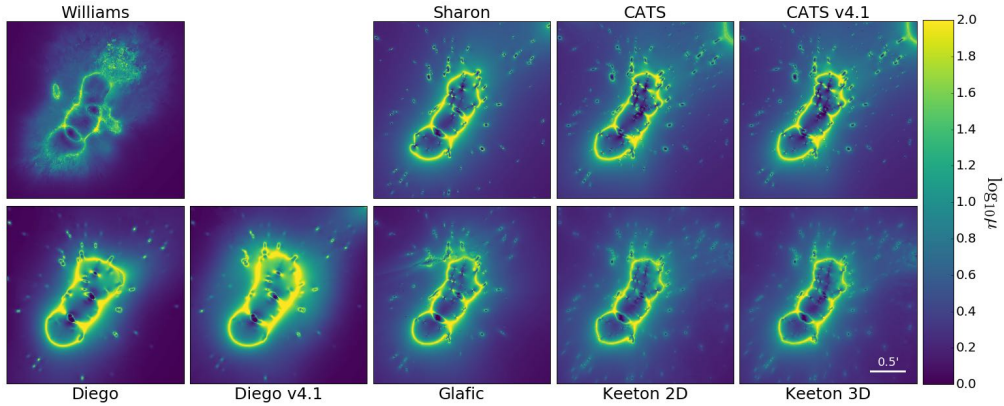 Williams
Sharon
CATS
CATS v4.1
Diego
Diego v4.1
Glafic
Keeton 2D
Keeton 3D
0.5'
2.0
1.8
1.6
1.4
1.2
1.0
0.8
0.6
0.4
0.2
0.0
log₁₀μ